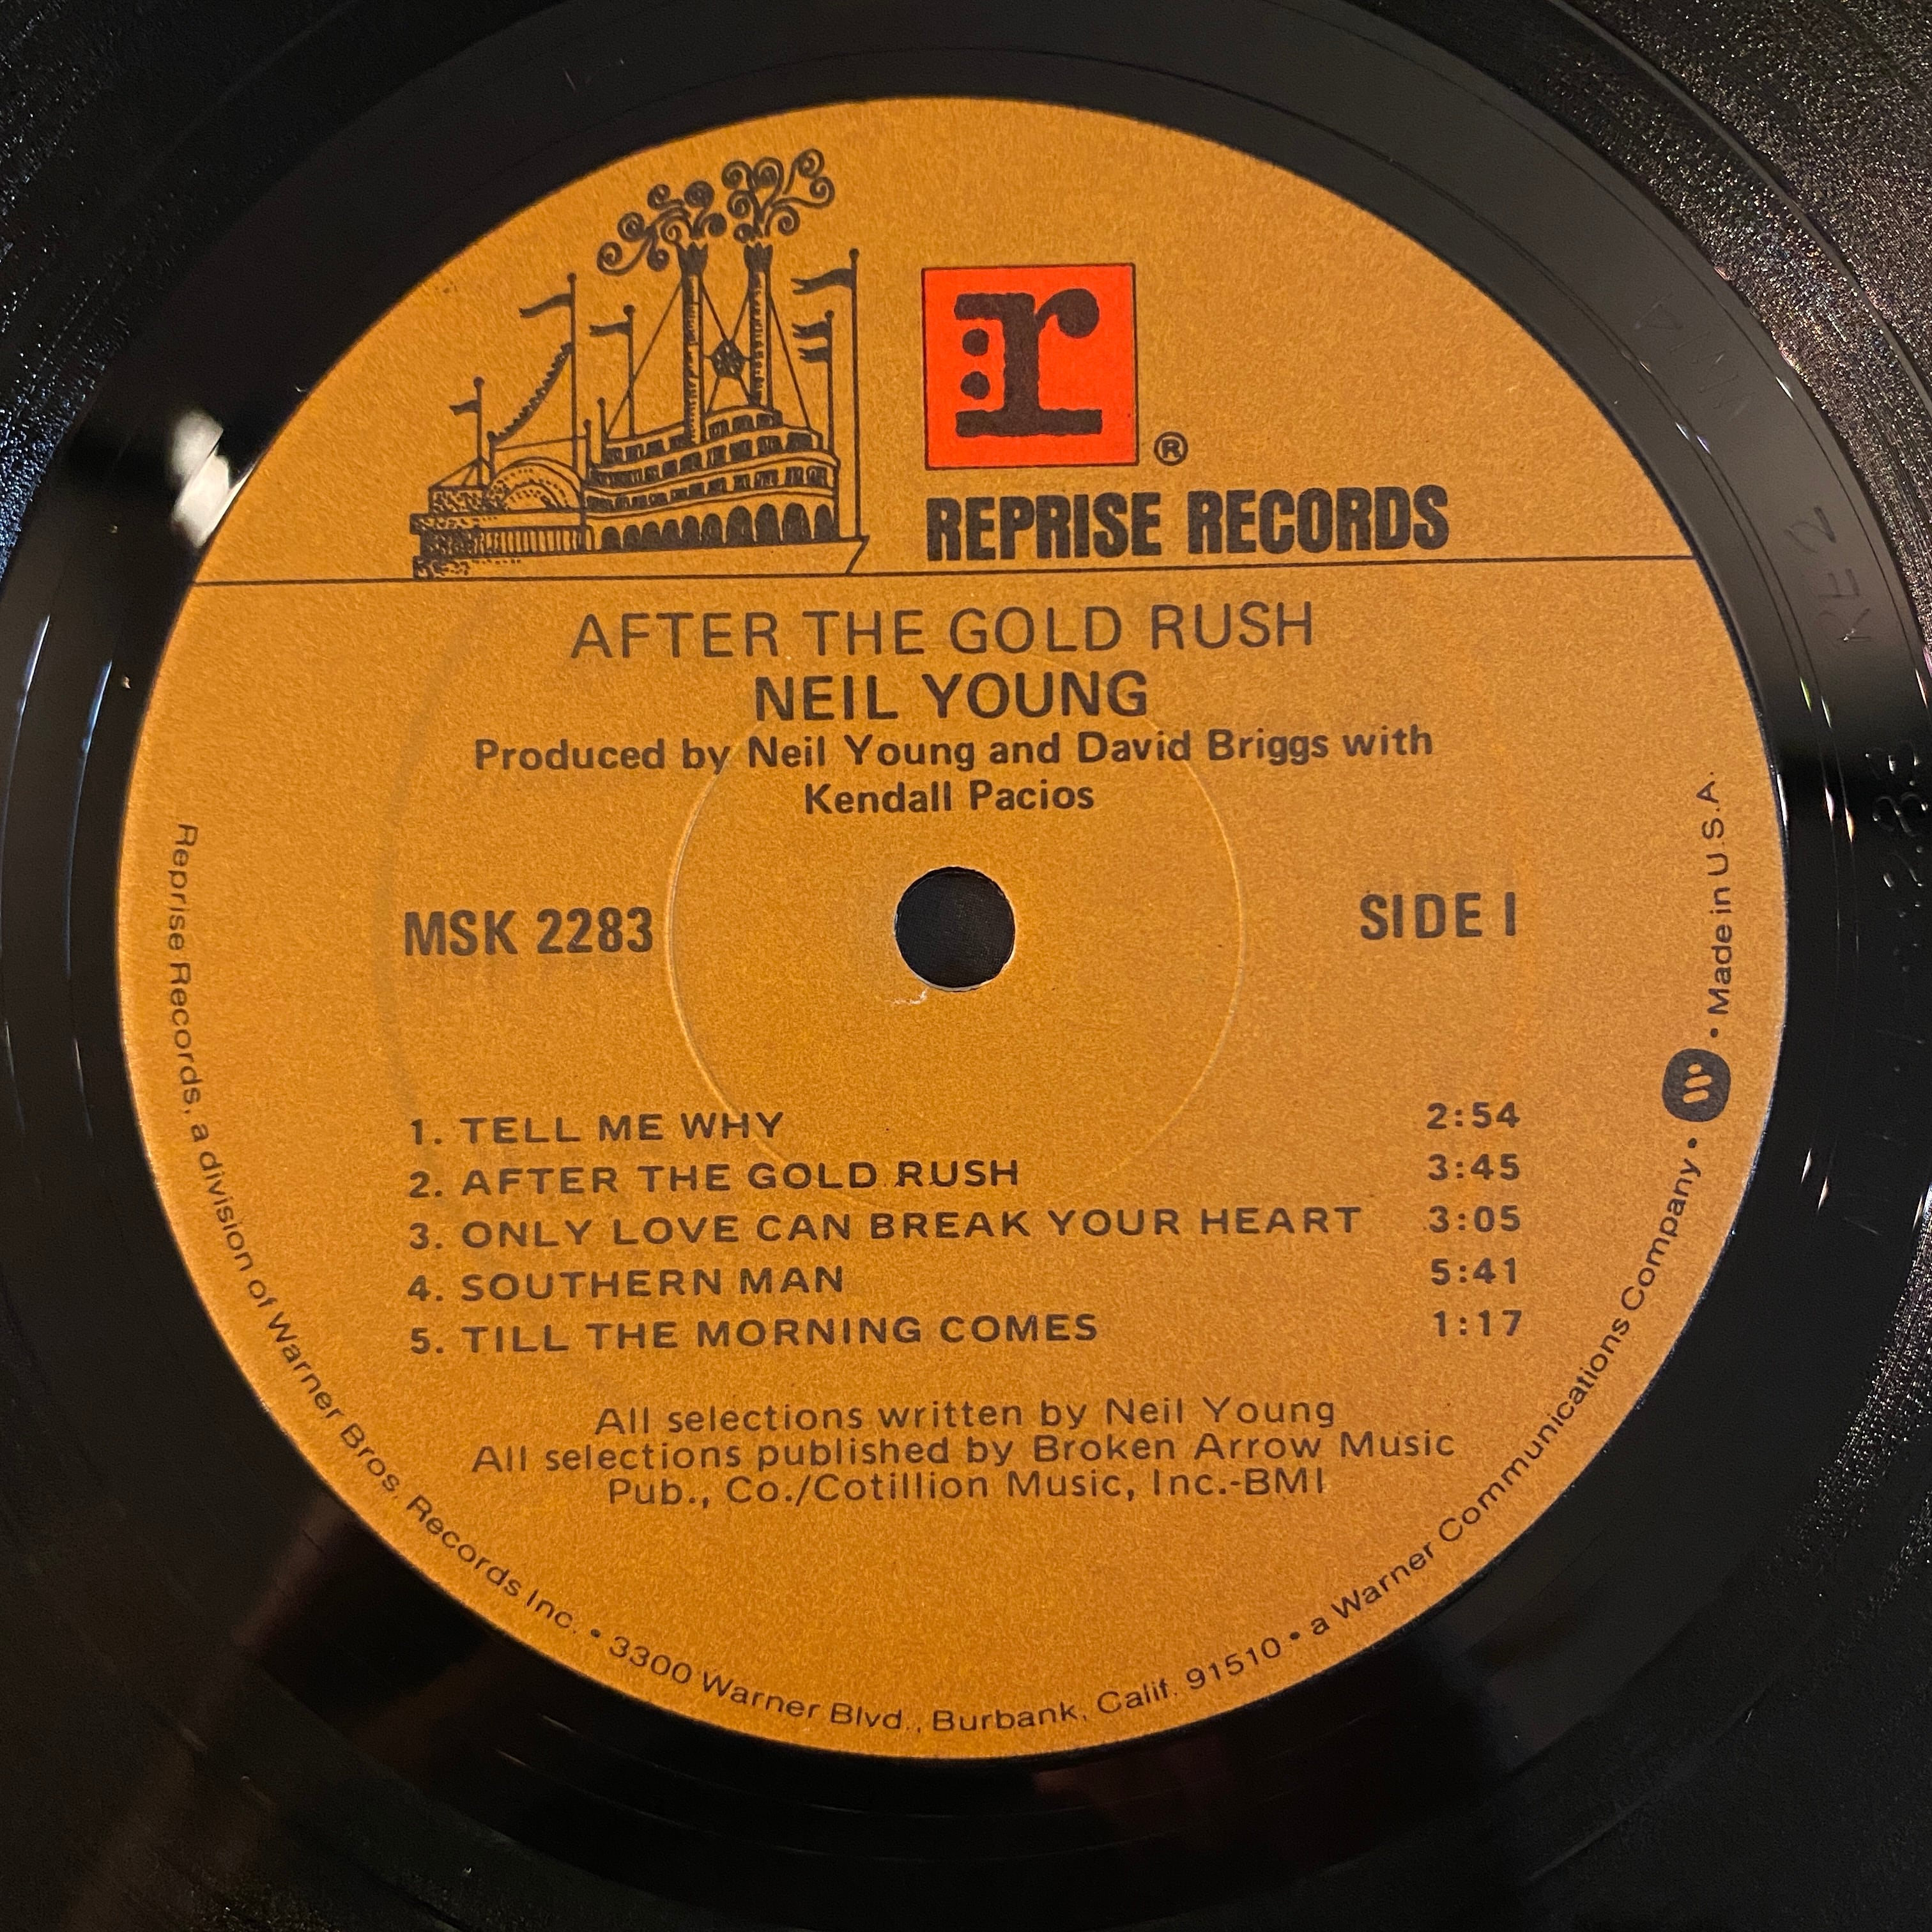 r
®
REPRISE RECORDS
AFTER THE GOLD RUSH
NEIL YOUNG
Produced by Neil Young and David Briggs with
Kendall Pacios
MSK 2283
SIDE 1
1. TELL ME WHY 2:54
2. AFTER THE GOLD RUSH 3:45
3. ONLY LOVE CAN BREAK YOUR HEART 3:05
4. SOUTHERN MAN 5:41
5. TILL THE MORNING COMES 1:17
All selections written by Neil Young
All selections published by Broken Arrow Music
Pub., Co./Cotillion Music, Inc.-BMI
Reprise Records, a division of Warner Bros. Records Inc. • 3300 Warner Blvd., Burbank, Calif. 91510 • a Warner Communications Company • W • Made in U.S.A.
RE2